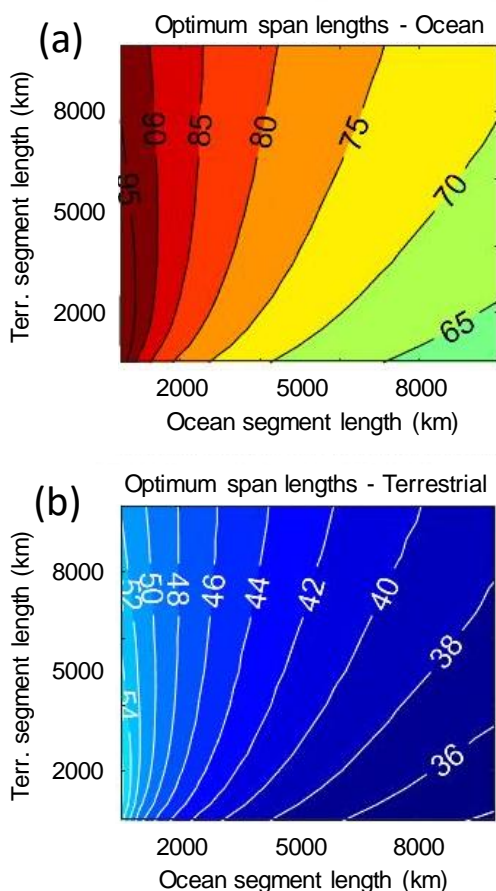 (a)
Optimum span lengths - Ocean
Terr. segment length (km)
8000
5000
2000
95
90
85
80
75
70
65
2000 5000 8000
Ocean segment length (km)
(b)
Optimum span lengths - Terrestrial
Terr. segment length (km)
8000
5000
2000
54
52
50
48
46
44
42
40
38
36
2000 5000 8000
Ocean segment length (km)